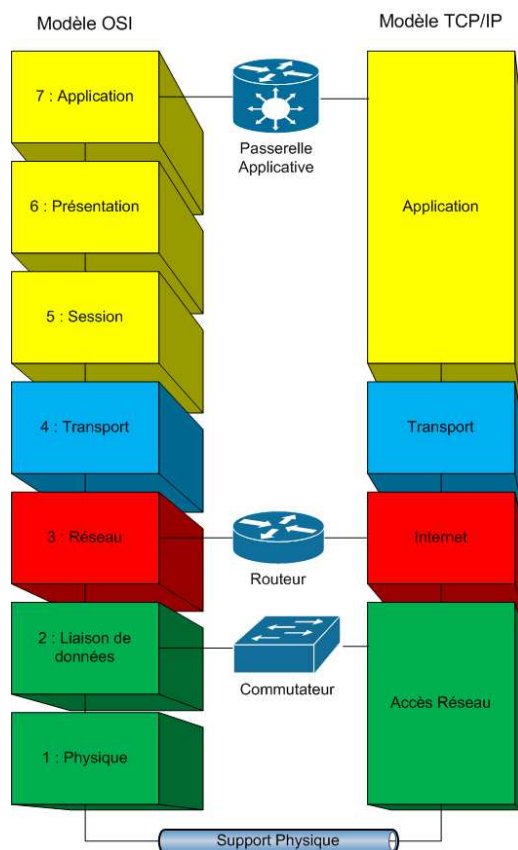 Modèle OSI
Modèle TCP/IP
7 : Application
Passerelle
Applicative
6 : Présentation
Application
5 : Session
4 : Transport
Transport
3 : Réseau
Internet
Routeur
2 : Liaison de
données
Commutateur
Accès Réseau
1 : Physique
Support Physique